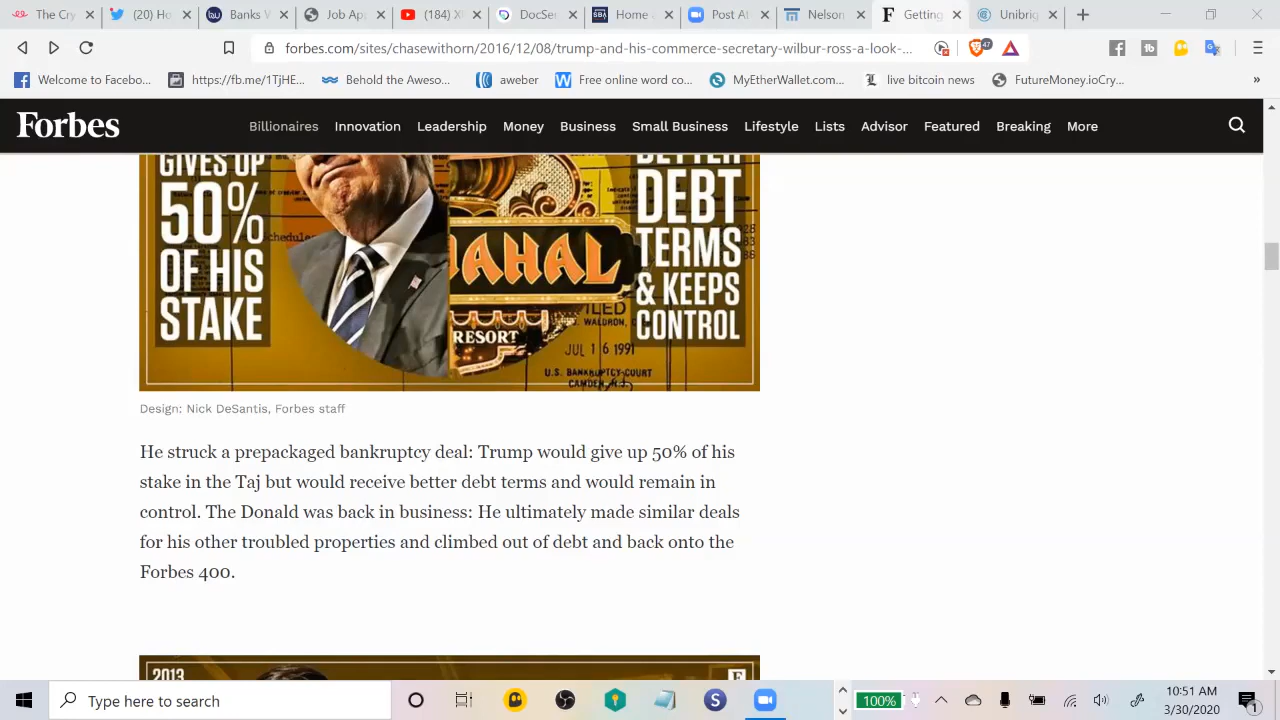 The Cry
(20) Ho
Banks V
Job Ap
(184) X
DocSer
SBA
Home
Post At
Nelson
Getting
Unibrig
forbes.com/sites/chasewithorn/2016/12/08/trump-and-his-commerce-secretary-wilbur-ross-a-look-...
47
Welcome to Facebo...
https://fb.me/1TjHE...
Behold the Aweso...
aweber
Free online word co...
MyEtherWallet.com...
live bitcoin news
FutureMoney.ioCry...
»
Forbes
Billionaires Innovation Leadership Money Business Small Business Lifestyle Lists Advisor Featured Breaking More
GIVES UP
50%
OF HIS
STAKE
AHAL
RESORT
BETTER
DEBT
TERMS
& KEEPS
CONTROL
FILED
WALDRON,
JUL 16 1991
U.S. BANKRUPTCY COURT
CAMDEN, N.J.
Design: Nick DeSantis, Forbes staff
He struck a prepackaged bankruptcy deal: Trump would give up 50% of his
stake in the Taj but would receive better debt terms and would remain in
control. The Donald was back in business: He ultimately made similar deals
for his other troubled properties and climbed out of debt and back onto the
Forbes 400.
2013
F
Type here to search
100%
10:51 AM
3/30/2020
1